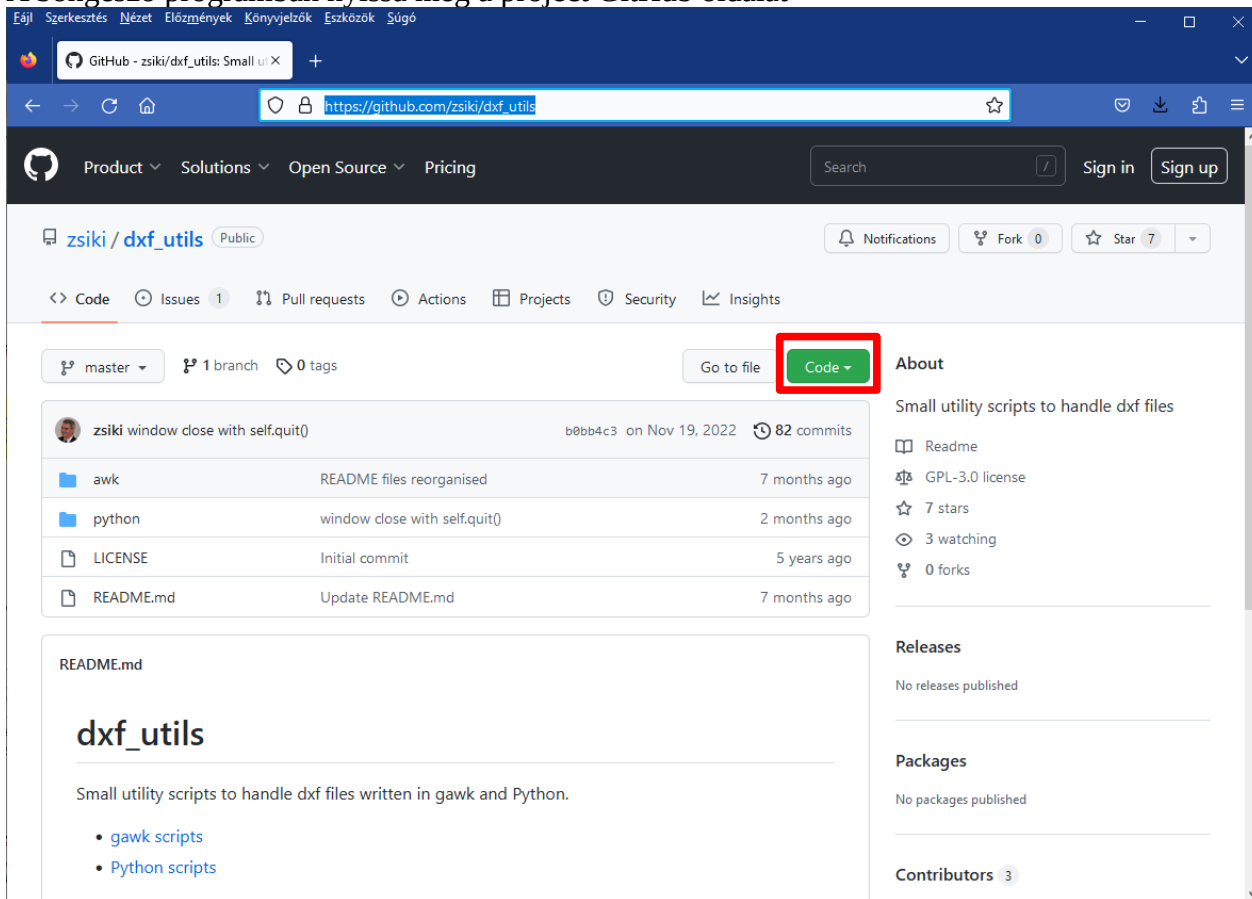 A böngésző programban nyissa meg a project GitHub oldalát
Fájl Szerkesztés Nézet Előzmények Könyvjelzők Eszközök Súgó
GitHub - zsiki/dxf_utils: Small ut
https://github.com/zsiki/dxf_utils
Product Solutions Open Source Pricing Search / Sign in Sign up
zsiki / dxf_utils Public Notifications Fork 0 Star 7
Code Issues 1 Pull requests Actions Projects Security Insights
master 1 branch 0 tags Go to file Code
zsiki window close with self.quit() b0bb4c3 on Nov 19, 2022 82 commits
awk README files reorganised 7 months ago
python window close with self.quit() 2 months ago
LICENSE Initial commit 5 years ago
README.md Update README.md 7 months ago
README.md
dxf_utils
Small utility scripts to handle dxf files written in gawk and Python.
gawk scripts
Python scripts
About
Small utility scripts to handle dxf files
Readme
GPL-3.0 license
7 stars
3 watching
0 forks
Releases
No releases published
Packages
No packages published
Contributors 3